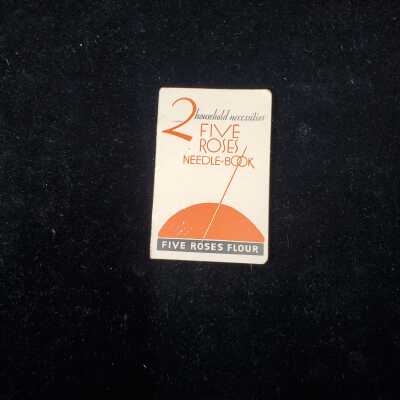 2 household necessities
FIVE
ROSES
NEEDLE-BOOK
FIVE ROSES FLOUR